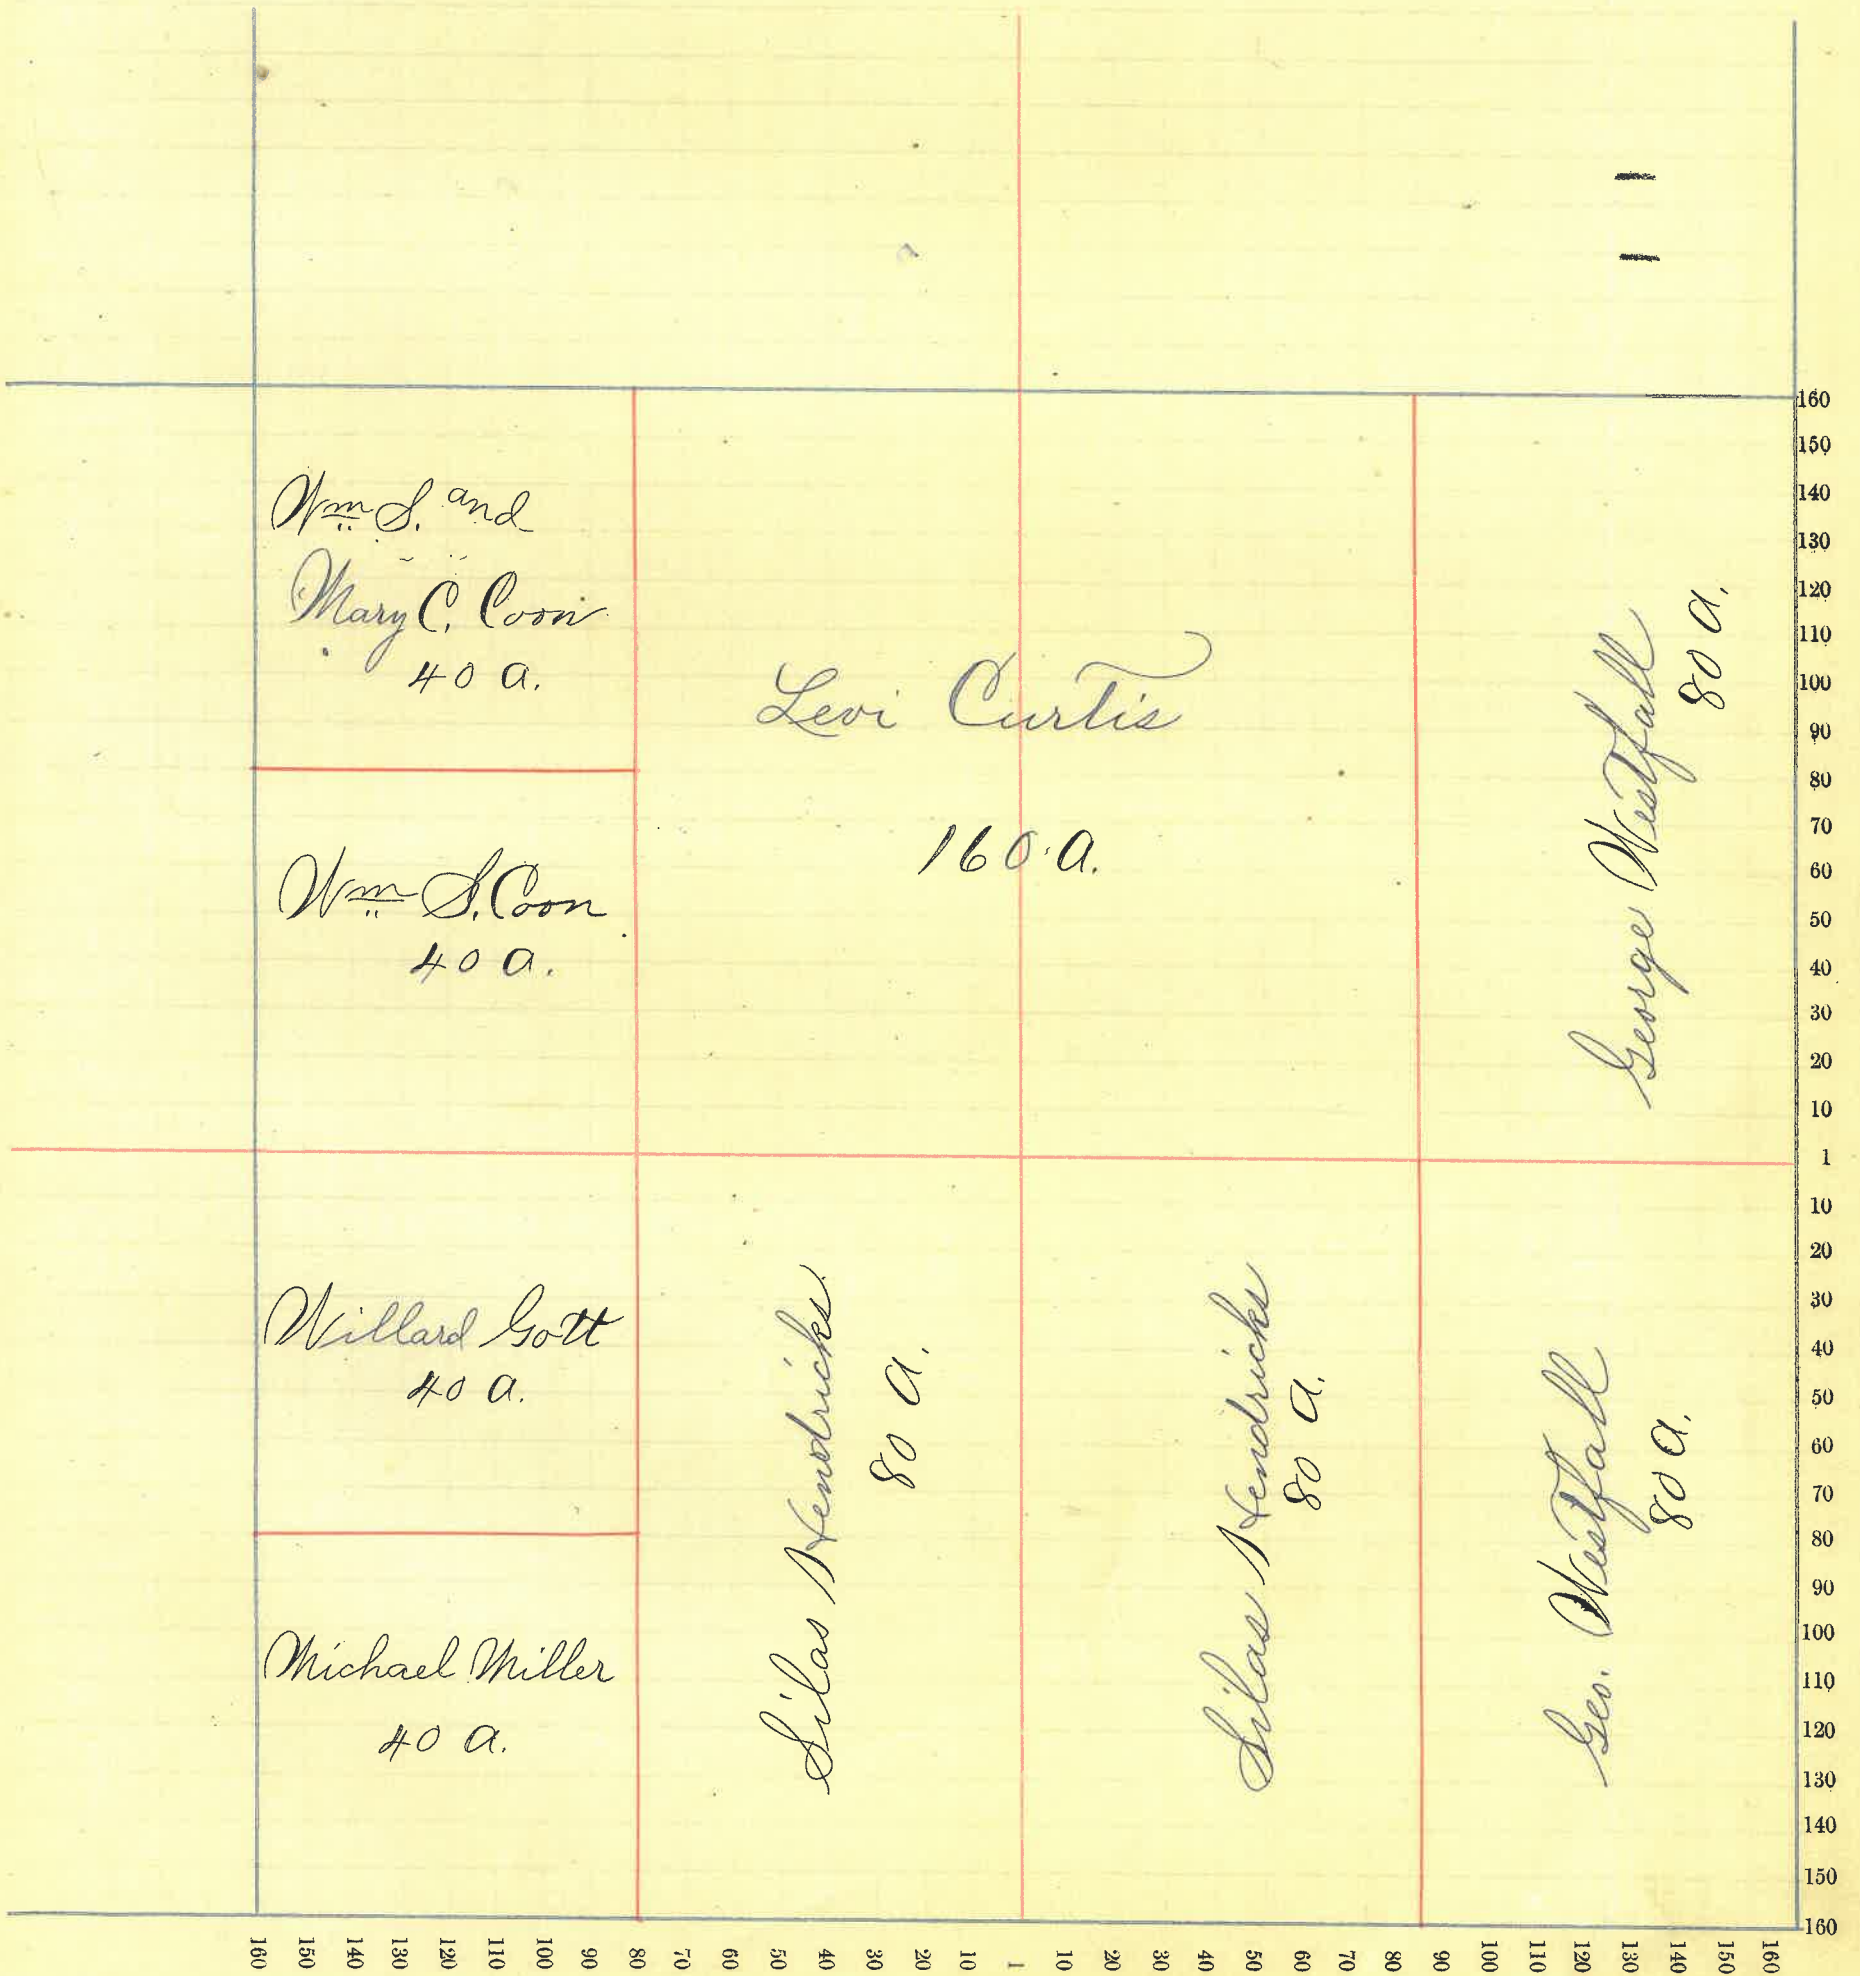 Wm S. and
Mary C. Coon
40 a.
Levi Curtis
160 a.
George Westfall
80 a.
Wm S. Coon
40 a.
Willard Gott
40 a.
Michael Miller
40 a.
Silas Hendricks
80 a.
Silas Hendricks
80 a.
Geo. Westfall
80 a.
160
150
140
130
120
110
100
90
80
70
60
50
40
30
20
10
1
10
20
30
40
50
60
70
80
90
100
110
120
130
140
150
160
160 150 140 130 120 110 100 90 80 70 60 50 40 30 20 10 1 10 20 30 40 50 60 70 80 90 100 110 120 130 140 150 160